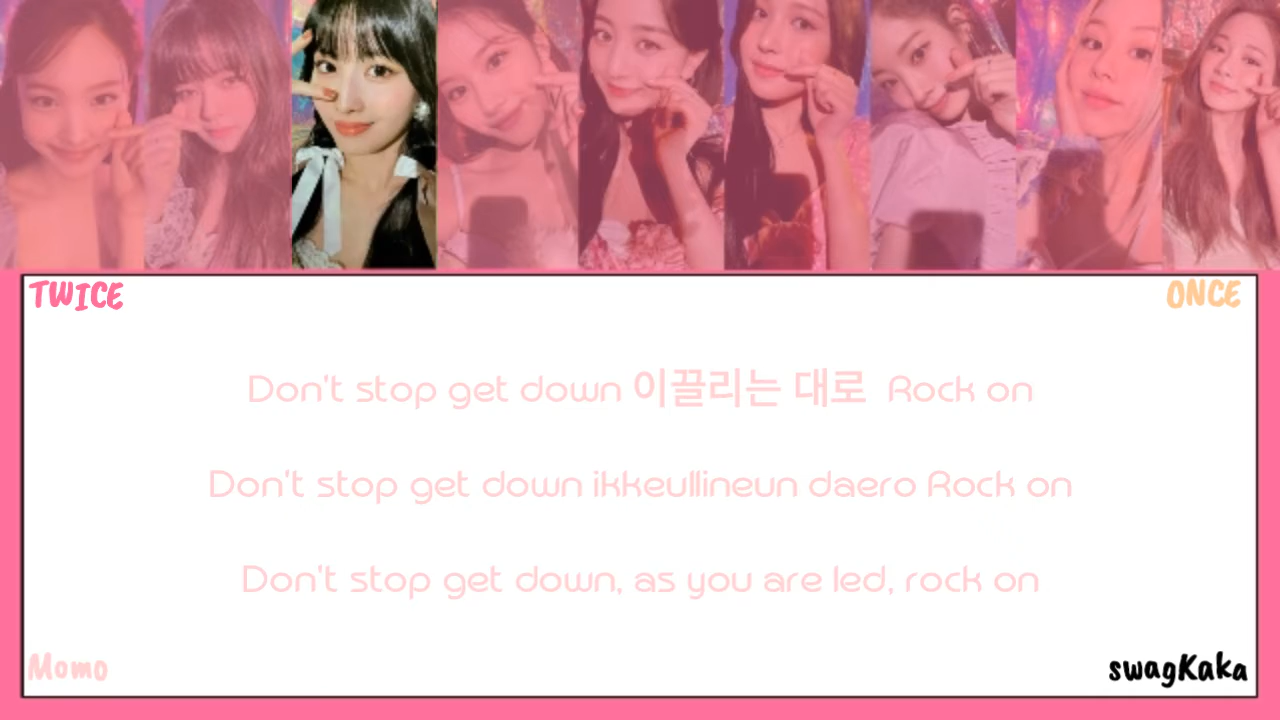 TWICE
ONCE
Don't stop get down 이끌리는 대로 Rock on
Don't stop get down ikkeullineun daero Rock on
Don't stop get down, as you are led, rock on
Momo
swagKaka